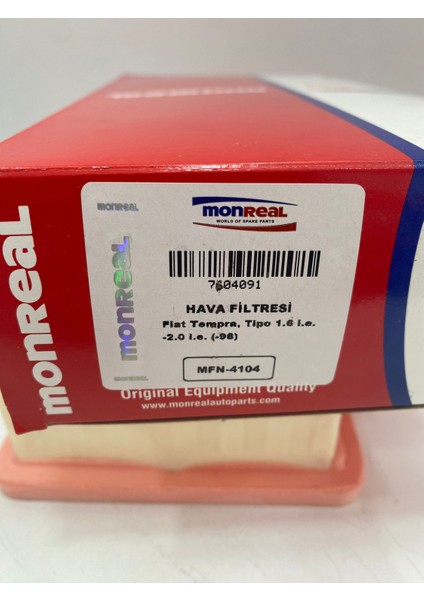 monReaL
monReaL
monReaL
monReaL
WORLD OF SPARE PARTS
7604091
HAVA FİLTRESİ
Fiat Tempra, Tipo 1.6 i.e.
-2.0 i.e. (-96)
MFN-4104
Original Equipment Quality
www.monrealautoparts.com